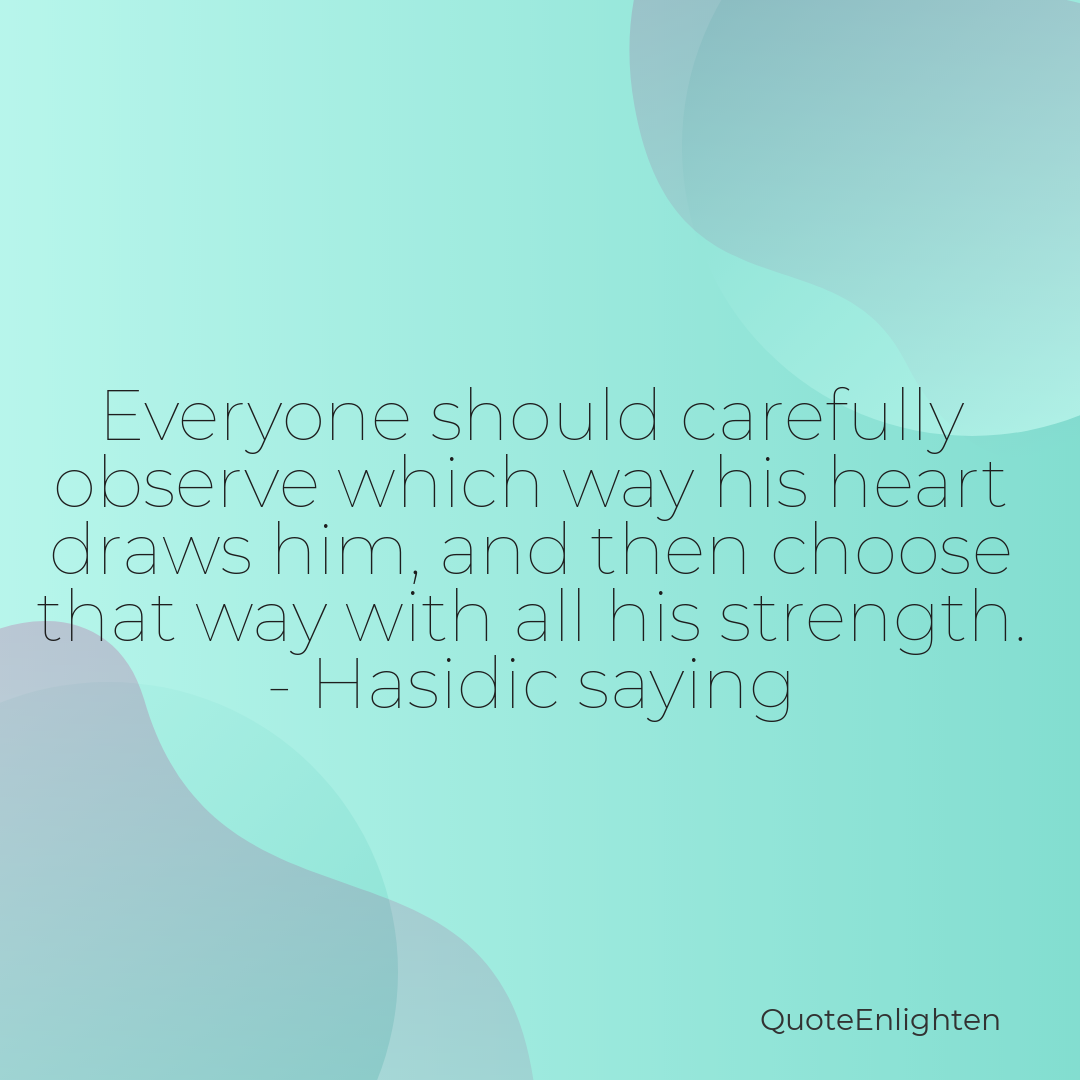 Everyone should carefully
observe which way his heart
draws him, and then choose
that way with all his strength.
- Hasidic saying
QuoteEnlighten